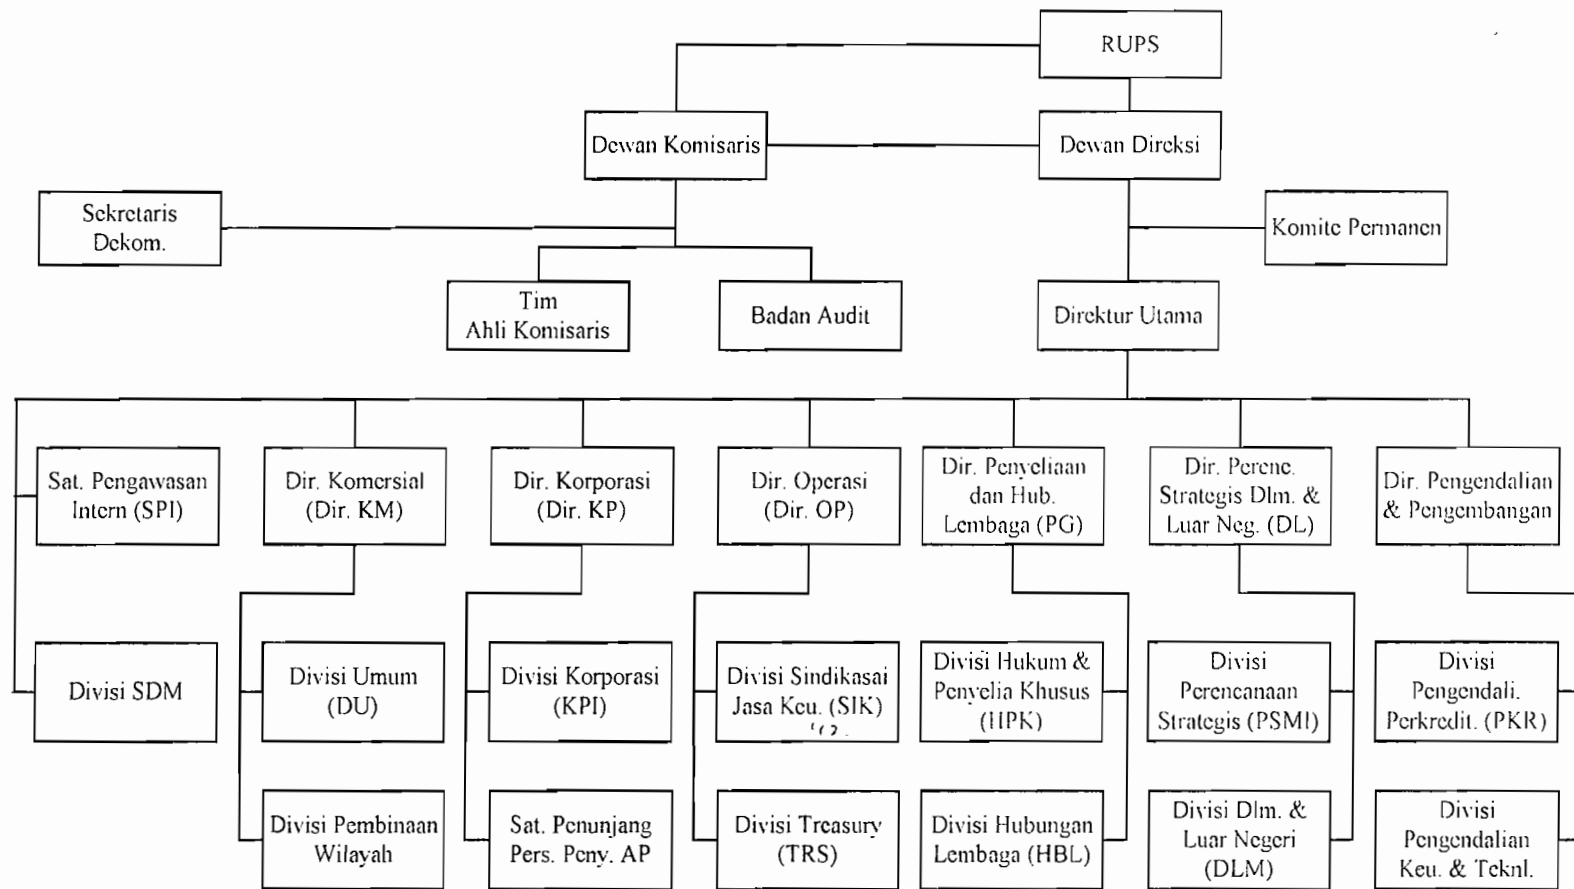 RUPS
Dewan Komisaris
Dewan Direksi
Sekretaris
Dekom.
Komite Permanen
Tim
Ahli Komisaris
Badan Audit
Direktur Utama
Sat. Pengawasan
Intern (SPI)
Dir. Komersial
(Dir. KM)
Dir. Korporasi
(Dir. KP)
Dir. Operasi
(Dir. OP)
Dir. Penyeliaan
dan Hub.
Lembaga (PG)
Dir. Perenc.
Strategis Dlm. &
Luar Neg. (DL)
Dir. Pengendalian
& Pengembangan
Divisi SDM
Divisi Umum
(DU)
Divisi Korporasi
(KPI)
Divisi Sindikasai
Jasa Keu. (SIK)
Divisi Hukum &
Penyelia Khusus
(HPK)
Divisi
Perencanaan
Strategis (PSMI)
Divisi
Pengendali.
Perkredit. (PKR)
Divisi Pembinaan
Wilayah
Sat. Penunjang
Pers. Peny. AP
Divisi Treasury
(TRS)
Divisi Hubungan
Lembaga (HBL)
Divisi Dlm. &
Luar Negeri
(DLM)
Divisi
Pengendalian
Keu. & Teknl.